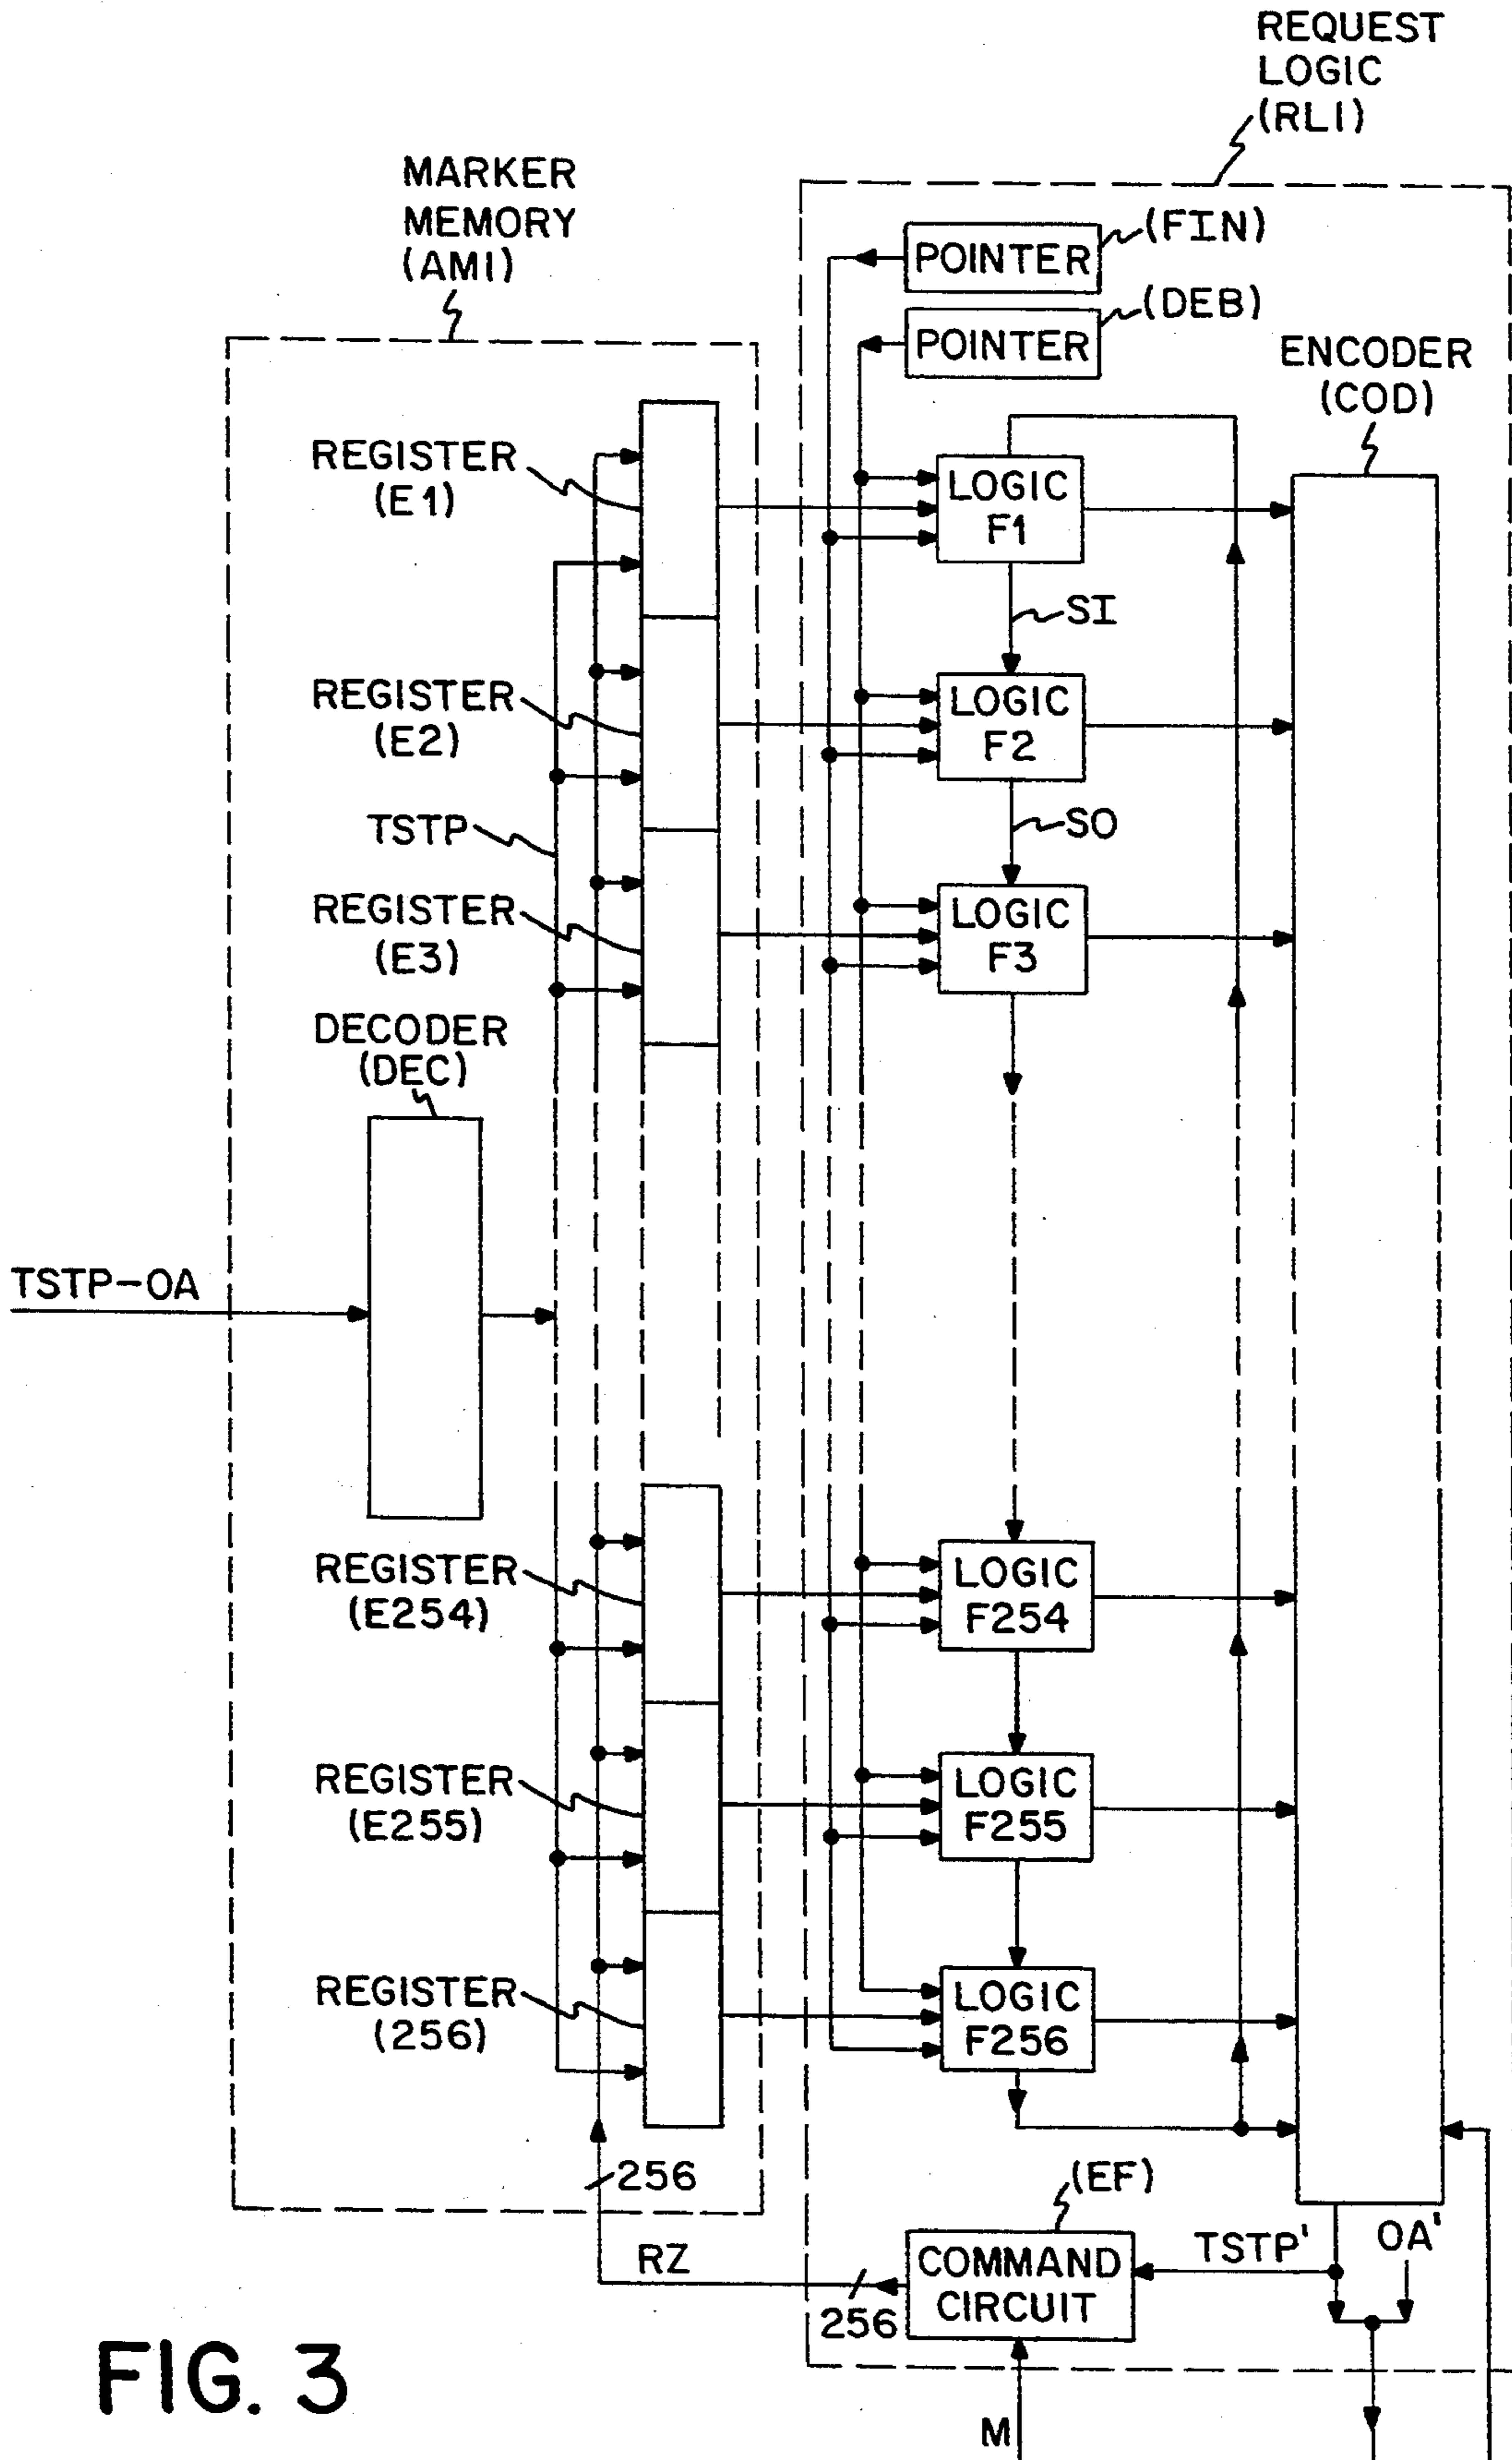 REQUEST
LOGIC
(RLI)
MARKER
MEMORY
(AMI)
POINTER
(FIN)
POINTER
(DEB)
ENCODER
(COD)
REGISTER
(E1)
LOGIC
F1
SI
REGISTER
(E2)
LOGIC
F2
TSTP
SO
REGISTER
(E3)
LOGIC
F3
DECODER
(DEC)
TSTP-OA
REGISTER
(E254)
LOGIC
F254
REGISTER
(E255)
LOGIC
F255
REGISTER
(256)
LOGIC
F256
256
(EF)
RZ
256
COMMAND
CIRCUIT
TSTP'
OA'
M
FIG. 3